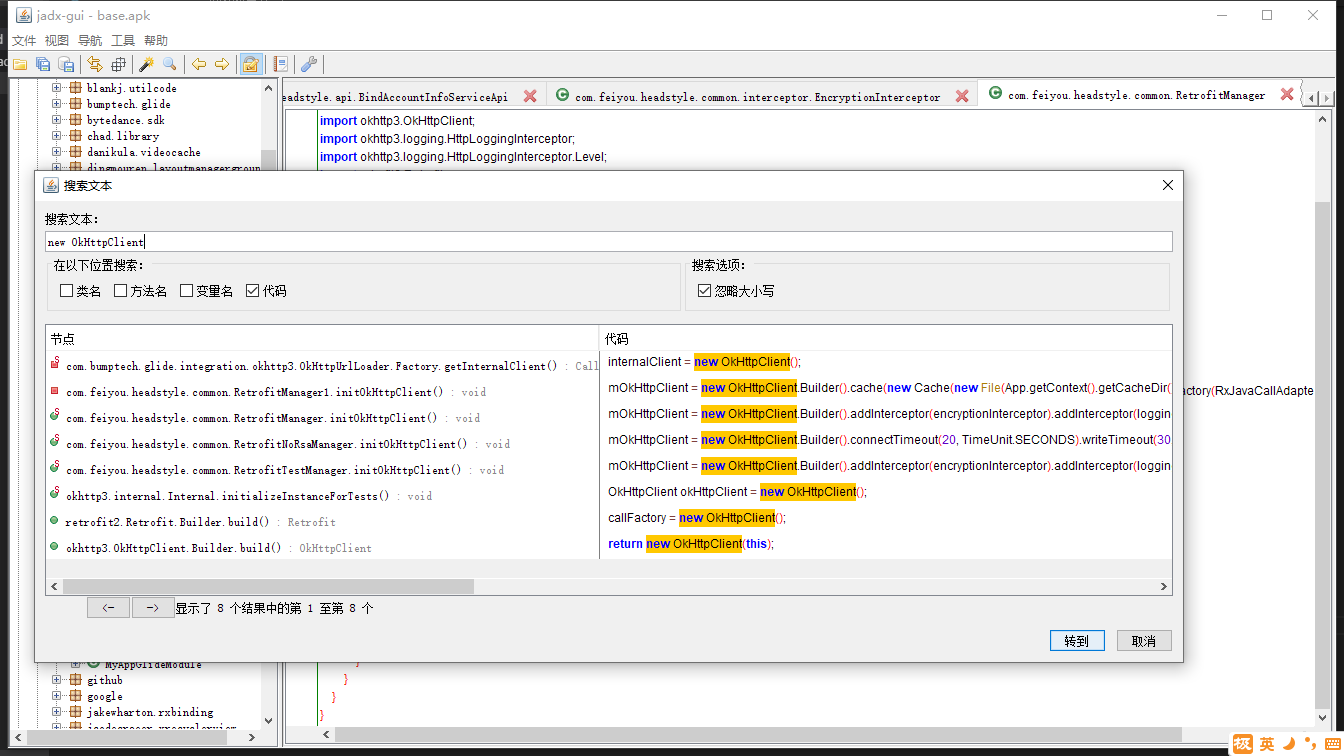 jadx-gui - base.apk
文件 视图 导航 工具 帮助
blankj.utilcode
bumptech.glide
bytedance.sdk
chad.library
danikula.videocache
dingmouren.layoutmanagergroup
eadstyle.api.BindAccountInfoServiceApi
com.feiyou.headstyle.common.interceptor.EncryptionInterceptor
com.feiyou.headstyle.common.RetrofitManager
import okhttp3.OkHttpClient;
import okhttp3.logging.HttpLoggingInterceptor;
import okhttp3.logging.HttpLoggingInterceptor.Level;
搜索文本
搜索文本:
new OkHttpClient
在以下位置搜索:
类名 方法名 变量名 代码
搜索选项:
忽略大小写
节点 代码
com.bumptech.glide.integration.okhttp3.OkHttpUrlLoader.Factory.getInternalClient() : Call internalClient = new OkHttpClient();
com.feiyou.headstyle.common.RetrofitManager1.initOkHttpClient() : void mOkHttpClient = new OkHttpClient.Builder().cache(new Cache(new File(App.getContext().getCacheDir( actory(RxJavaCallAdapte
com.feiyou.headstyle.common.RetrofitManager.initOkHttpClient() : void mOkHttpClient = new OkHttpClient.Builder().addInterceptor(encryptionInterceptor).addInterceptor(loggin
com.feiyou.headstyle.common.RetrofitNoRsaManager.initOkHttpClient() : void mOkHttpClient = new OkHttpClient.Builder().connectTimeout(20, TimeUnit.SECONDS).writeTimeout(30
com.feiyou.headstyle.common.RetrofitTestManager.initOkHttpClient() : void mOkHttpClient = new OkHttpClient.Builder().addInterceptor(encryptionInterceptor).addInterceptor(loggin
okhttp3.internal.Internal.initializeInstanceForTests() : void OkHttpClient okHttpClient = new OkHttpClient();
retrofit2.Retrofit.Builder.build() : Retrofit callFactory = new OkHttpClient();
okhttp3.OkHttpClient.Builder.build() : OkHttpClient return new OkHttpClient(this);
<- -> 显示了 8 个结果中的第 1 至第 8 个
转到 取消
MyAppGlideModule
github
google
jakewharton.rxbinding
}
}
}
英